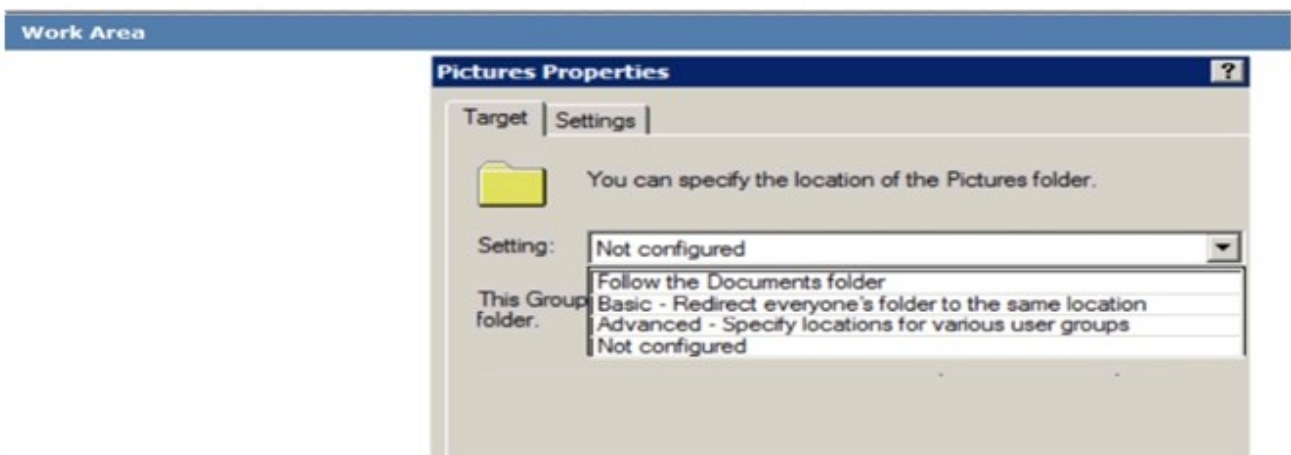 Work Area
Pictures Properties
?
Target
Settings
You can specify the location of the Pictures folder.
Setting:
Not configured
Follow the Documents folder
Basic - Redirect everyone's folder to the same location
Advanced - Specify locations for various user groups
Not configured
This Group
folder.